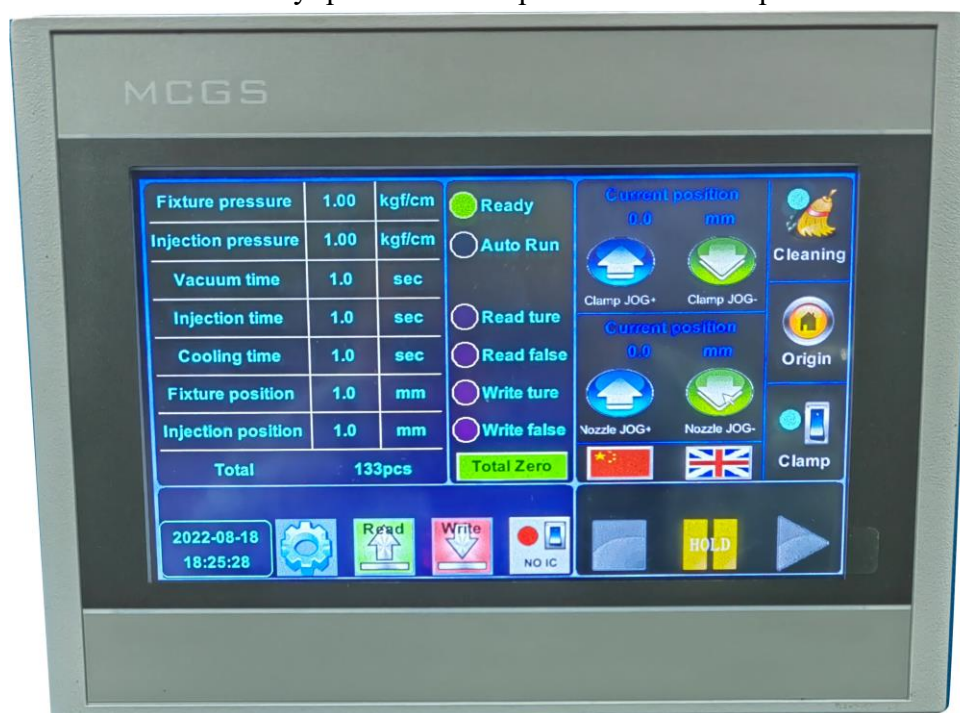 MCGS
Fixture pressure 1.00 kgf/cm
Injection pressure 1.00 kgf/cm
Vacuum time 1.0 sec
Injection time 1.0 sec
Cooling time 1.0 sec
Fixture position 1.0 mm
Injection position 1.0 mm
Total 133pcs
Ready
Auto Run
Read ture
Read false
Write ture
Write false
Total Zero
Current position
0.0 mm
Clamp JOG+ Clamp JOG-
Current position
0.0 mm
Nozzle JOG+ Nozzle JOG-
Cleaning
Origin
Clamp
2022-08-18
18:25:28
Read
Write
NO IC
HOLD